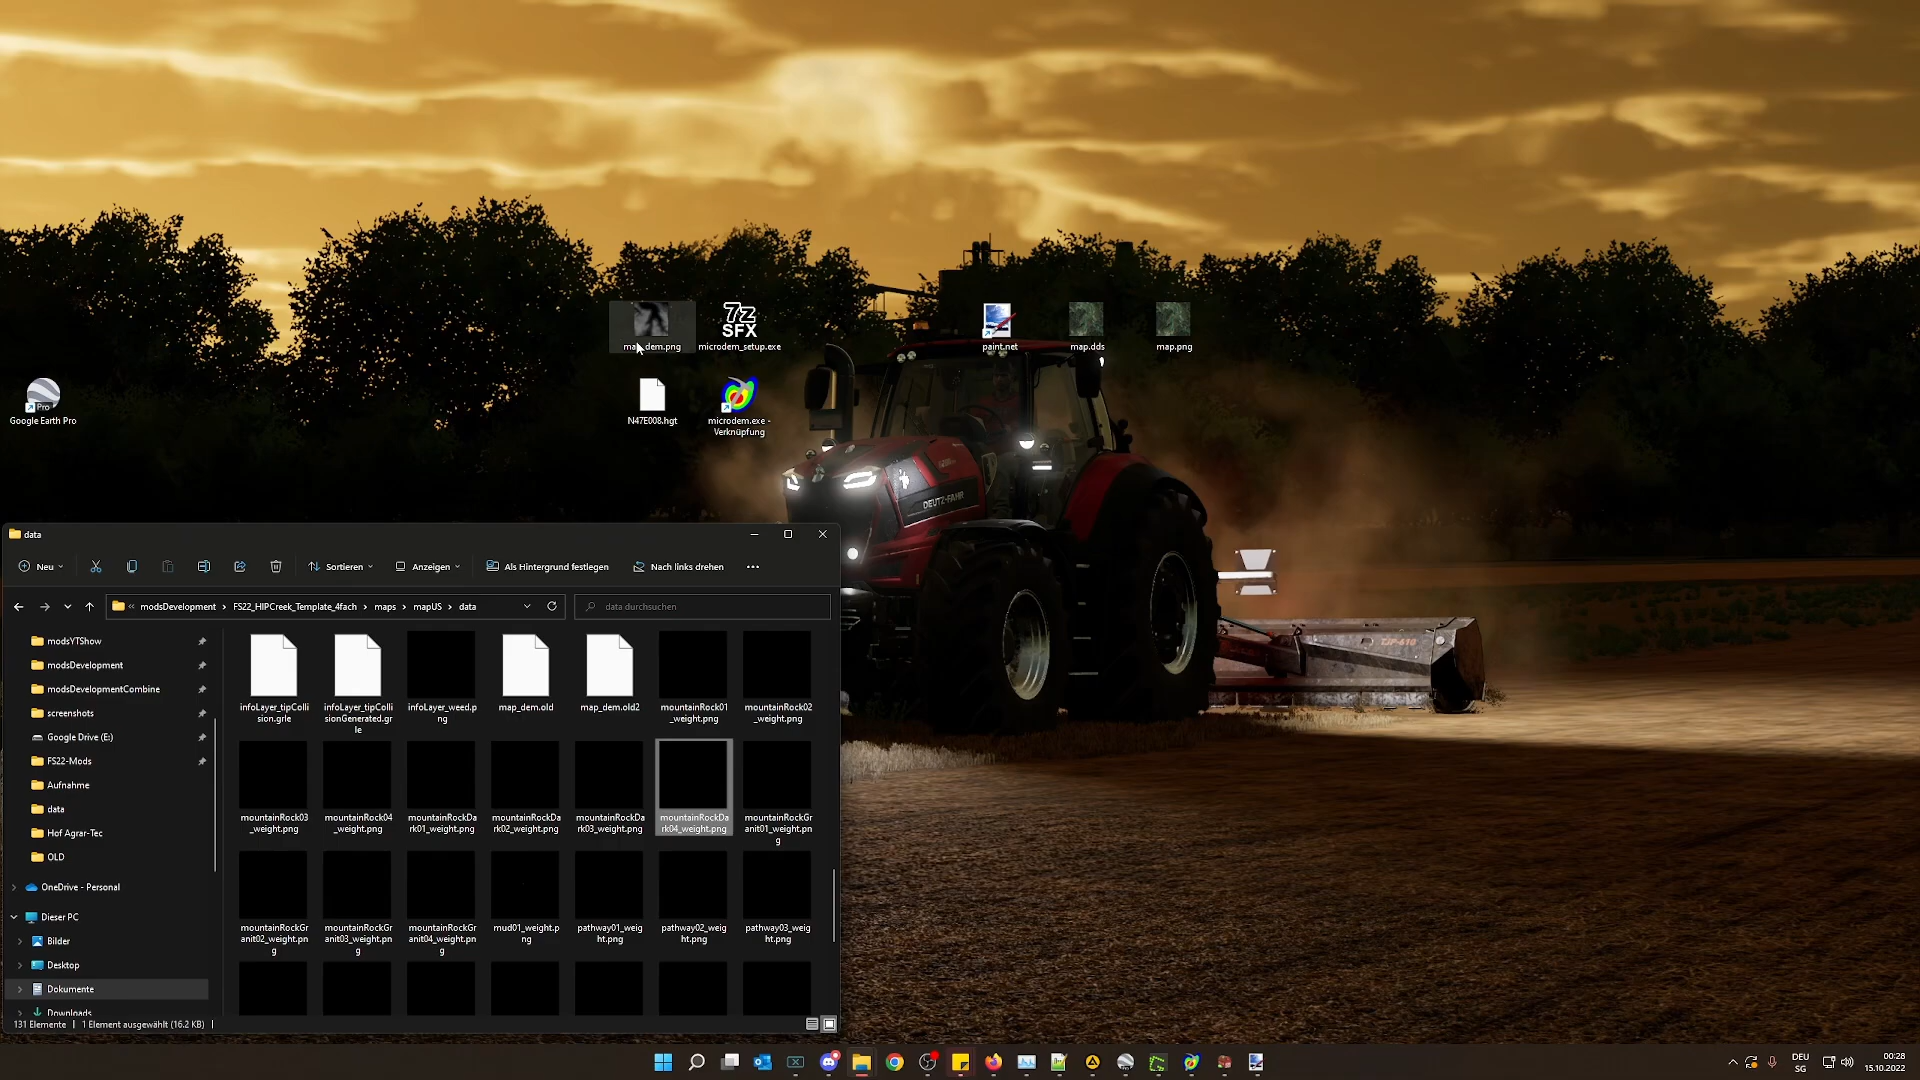 map_dem.png
microdem_setup.exe
paint.net
map.dds
map.png
Google Earth Pro
N47E008.hgt
microdem.exe -
Verknüpfung
DEUTZ-FAHR
data
Neu
Sortieren
Anzeigen
Als Hintergrund festlegen
Nach links drehen
modsDevelopment
FS22_HIPCreek_Template_4fach
maps
mapUS
data
data durchsuchen
modsYTShow
modsDevelopment
modsDevelopmentCombine
screenshots
Google Drive (E:)
FS22-Mods
Aufnahme
data
Hof Agrar-Tec
OLD
OneDrive - Personal
Dieser PC
Bilder
Desktop
Dokumente
Downloads
infoLayer_tipColli
sionGenerated.gr
le
infoLayer_tipColli
sion.grle
infoLayer_weed.p
ng
map_dem.old
map_dem.old2
mountainRock01
_weight.png
mountainRock02
_weight.png
mountainRock03
_weight.png
mountainRock04
_weight.png
mountainRockDa
rk01_weight.png
mountainRockDa
rk02_weight.png
mountainRockDa
rk03_weight.png
mountainRockDa
rk04_weight.png
mountainRockGr
anit01_weight.pn
g
mountainRockGr
anit02_weight.pn
g
mountainRockGr
anit03_weight.pn
g
mountainRockGr
anit04_weight.pn
g
mud01_weight.p
ng
pathway01_weig
ht.png
pathway02_weig
ht.png
pathway03_weig
ht.png
131 Elemente
1 Element ausgewählt (16.2 KB)
DEU
SG
00:28
15.10.2022